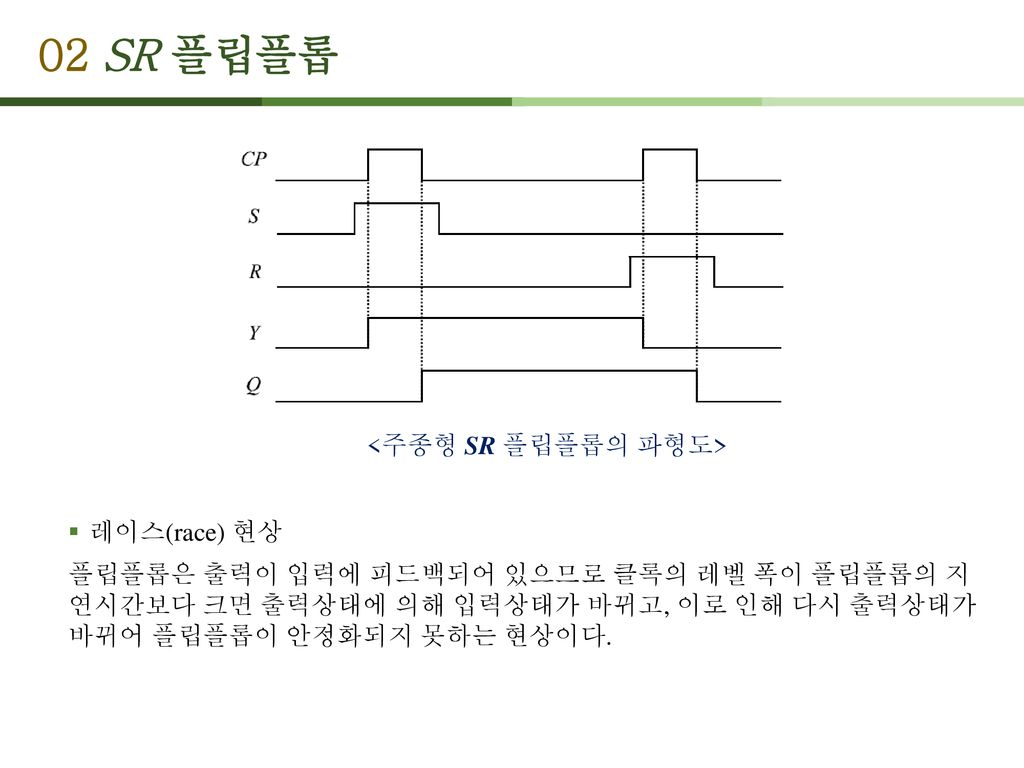 02 SR 플립플롭
CP
S
R
Y
Q
<주종형 SR 플립플롭의 파형도>
▪ 레이스(race) 현상
플립플롭은 출력이 입력에 피드백되어 있으므로 클록의 레벨 폭이 플립플롭의 지
연시간보다 크면 출력상태에 의해 입력상태가 바뀌고, 이로 인해 다시 출력상태가
바뀌어 플립플롭이 안정화되지 못하는 현상이다.